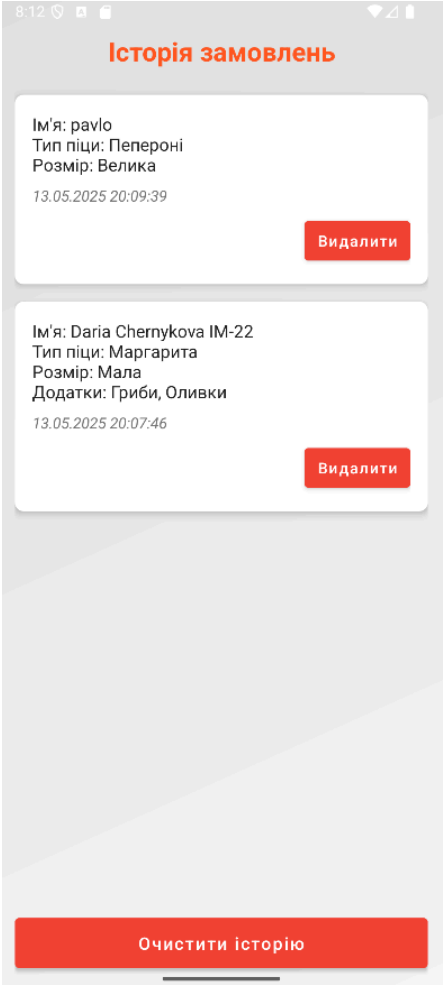 8:12
Історія замовлень
Ім'я: pavlo
Тип піци: Пепероні
Розмір: Велика
13.05.2025 20:09:39
Видалити
Ім'я: Daria Chernykova IM-22
Тип піци: Маргарита
Розмір: Мала
Додатки: Гриби, Оливки
13.05.2025 20:07:46
Видалити
Очистити історію